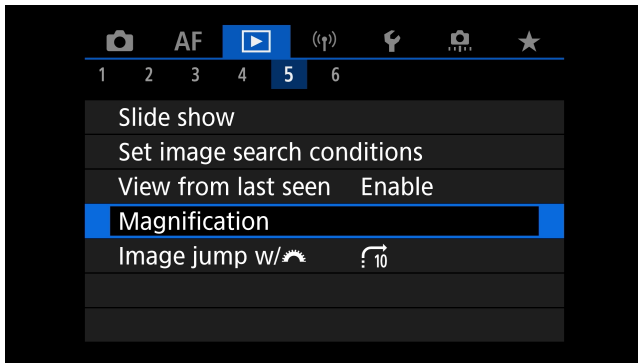 AF
1 2 3 4 5 6
Slide show
Set image search conditions
View from last seen Enable
Magnification
Image jump w/ 10